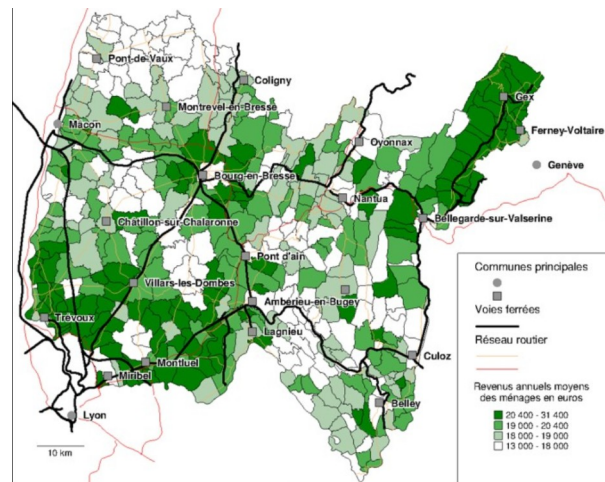 Pont-de-Vaux
Coligny
Gex
Montrevel-en-Bresse
Macon
Ferney-Voltaire
Oyonnax
Genève
Bourg-en-Bresse
Nantua
Bellegarde-sur-Valserine
Chatillon-sur-Chalaronne
Pont d'ain
Villars-les-Dombes
Ambérieu-en-Bugey
Trévoux
Lagnieu
Culoz
Montluel
Miribel
Belley
Lyon
10 km
Communes principales
Voies ferrées
Réseau routier
Revenus annuels moyens
des ménages en euros
20 400 - 31 400
19 000 - 20 400
18 000 - 19 000
13 000 - 18 000